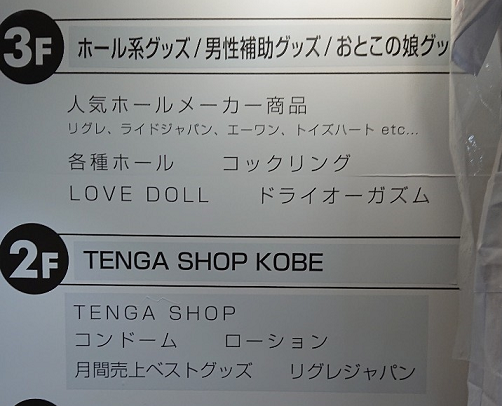 3F ホール系グッズ/男性補助グッズ/おとこの娘グッ
人気ホールメーカー商品
リグレ、ライドジャパン、エーワン、トイズハート etc...
各種ホール コックリング
LOVE DOLL ドライオーガズム
2F TENGA SHOP KOBE
TENGA SHOP
コンドーム ローション
月間売上ベストグッズ リグレジャパン